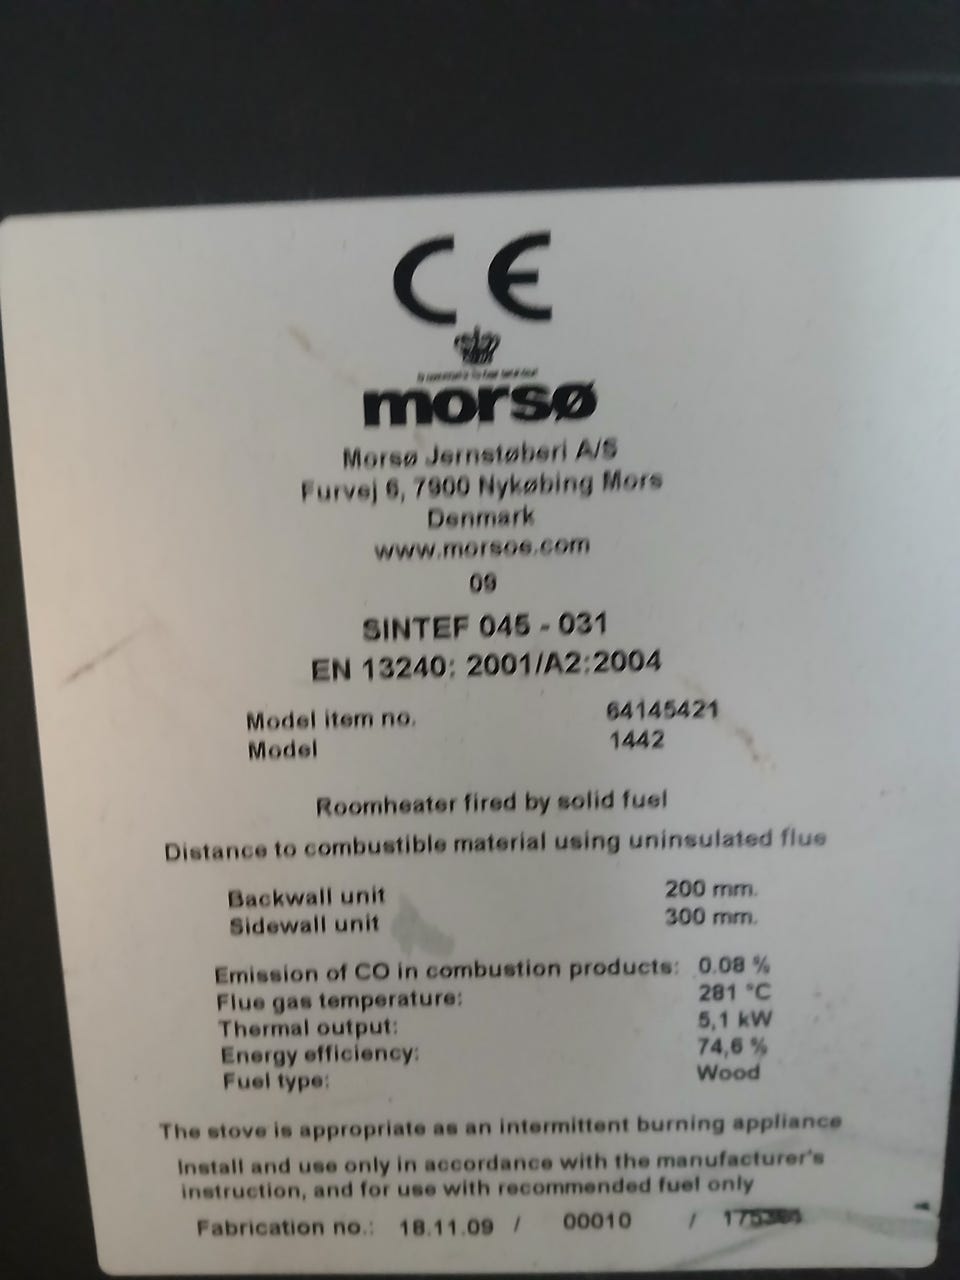 CE
morsø
Morsø Jernstøberi A/S
Furvej 6, 7900 Nykøbing Mors
Denmark
www.morsoe.com
09
SINTEF 045 - 031
EN 13240: 2001/A2:2004
Model item no. 64145421
Model 1442
Roomheater fired by solid fuel
Distance to combustible material using uninsulated flue
Backwall unit 200 mm.
Sidewall unit 300 mm.
Emission of CO in combustion products: 0.08 %
Flue gas temperature: 281 °C
Thermal output: 5,1 kW
Energy efficiency: 74,6 %
Fuel type: Wood
The stove is appropriate as an intermittent burning appliance
Install and use only in accordance with the manufacturer's
instruction, and for use with recommended fuel only
Fabrication no.: 18.11.09 / 00010 /